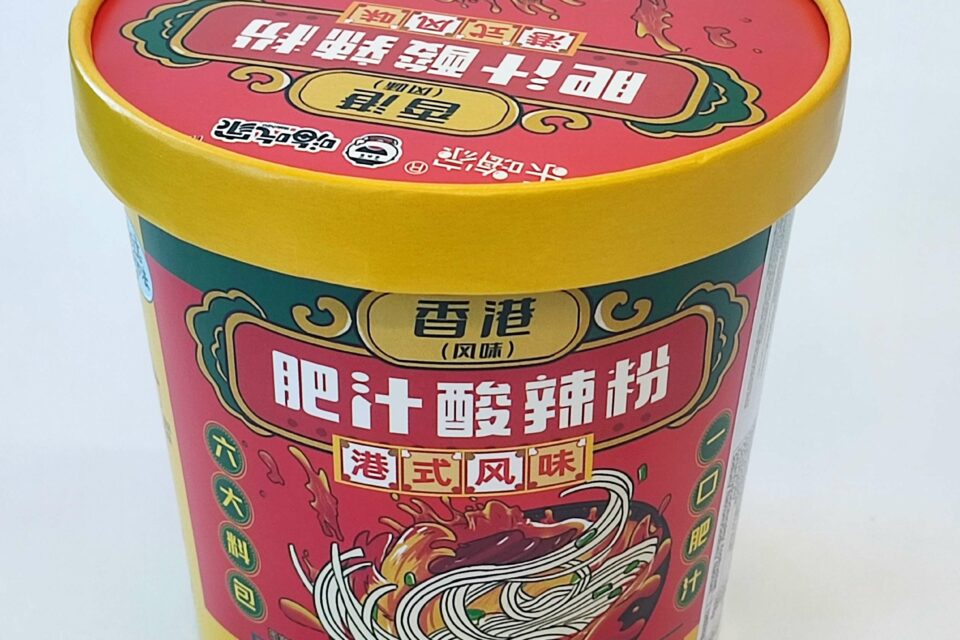 港式风味
肥汁酸辣粉
香港
(风味)
嗨吃家
®
香港
(风味)
肥汁酸辣粉
港式风味
六大料包
一口肥汁